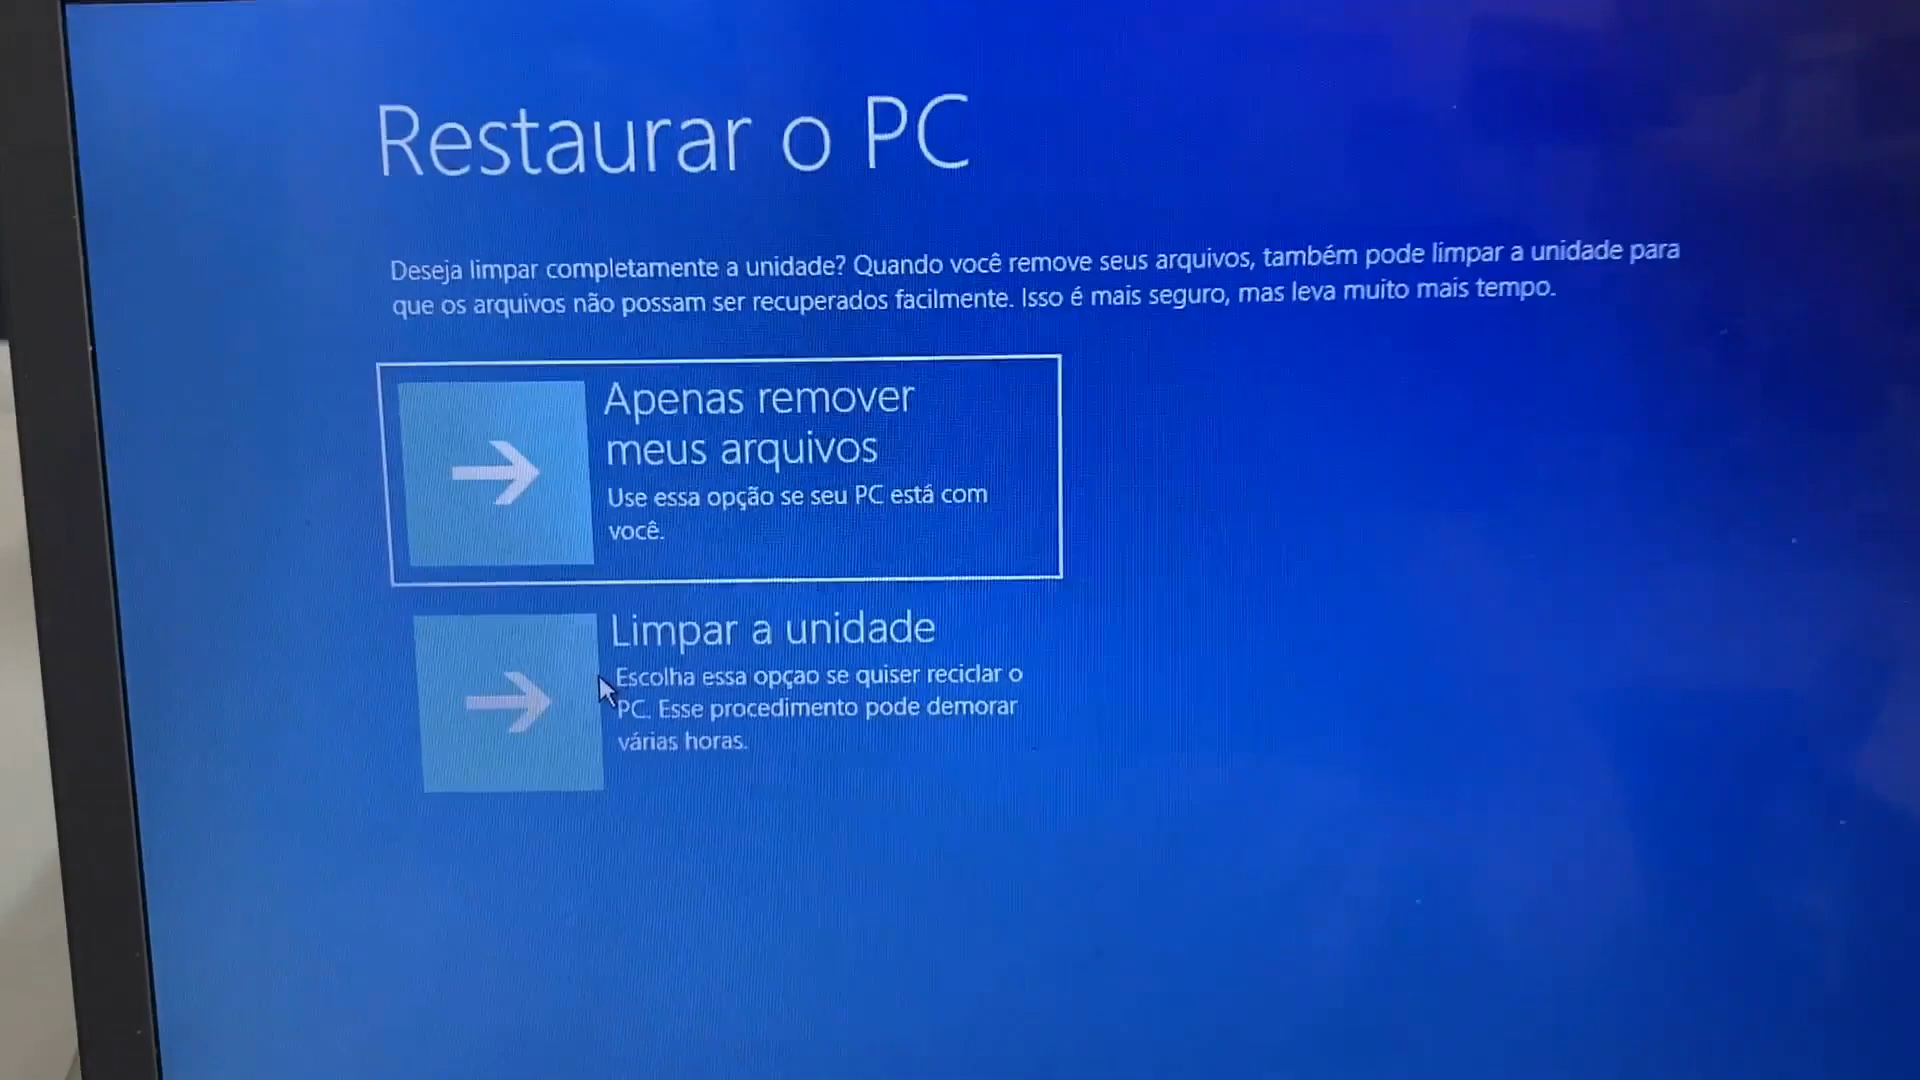 Restaurar o PC
Deseja limpar completamente a unidade? Quando você remove seus arquivos, também pode limpar a unidade para
que os arquivos não possam ser recuperados facilmente. Isso é mais seguro, mas leva muito mais tempo.
Apenas remover
meus arquivos
Use essa opção se seu PC está com
você.
Limpar a unidade
Escolha essa opçao se quiser reciclar o
PC. Esse procedimento pode demorar
várias horas.